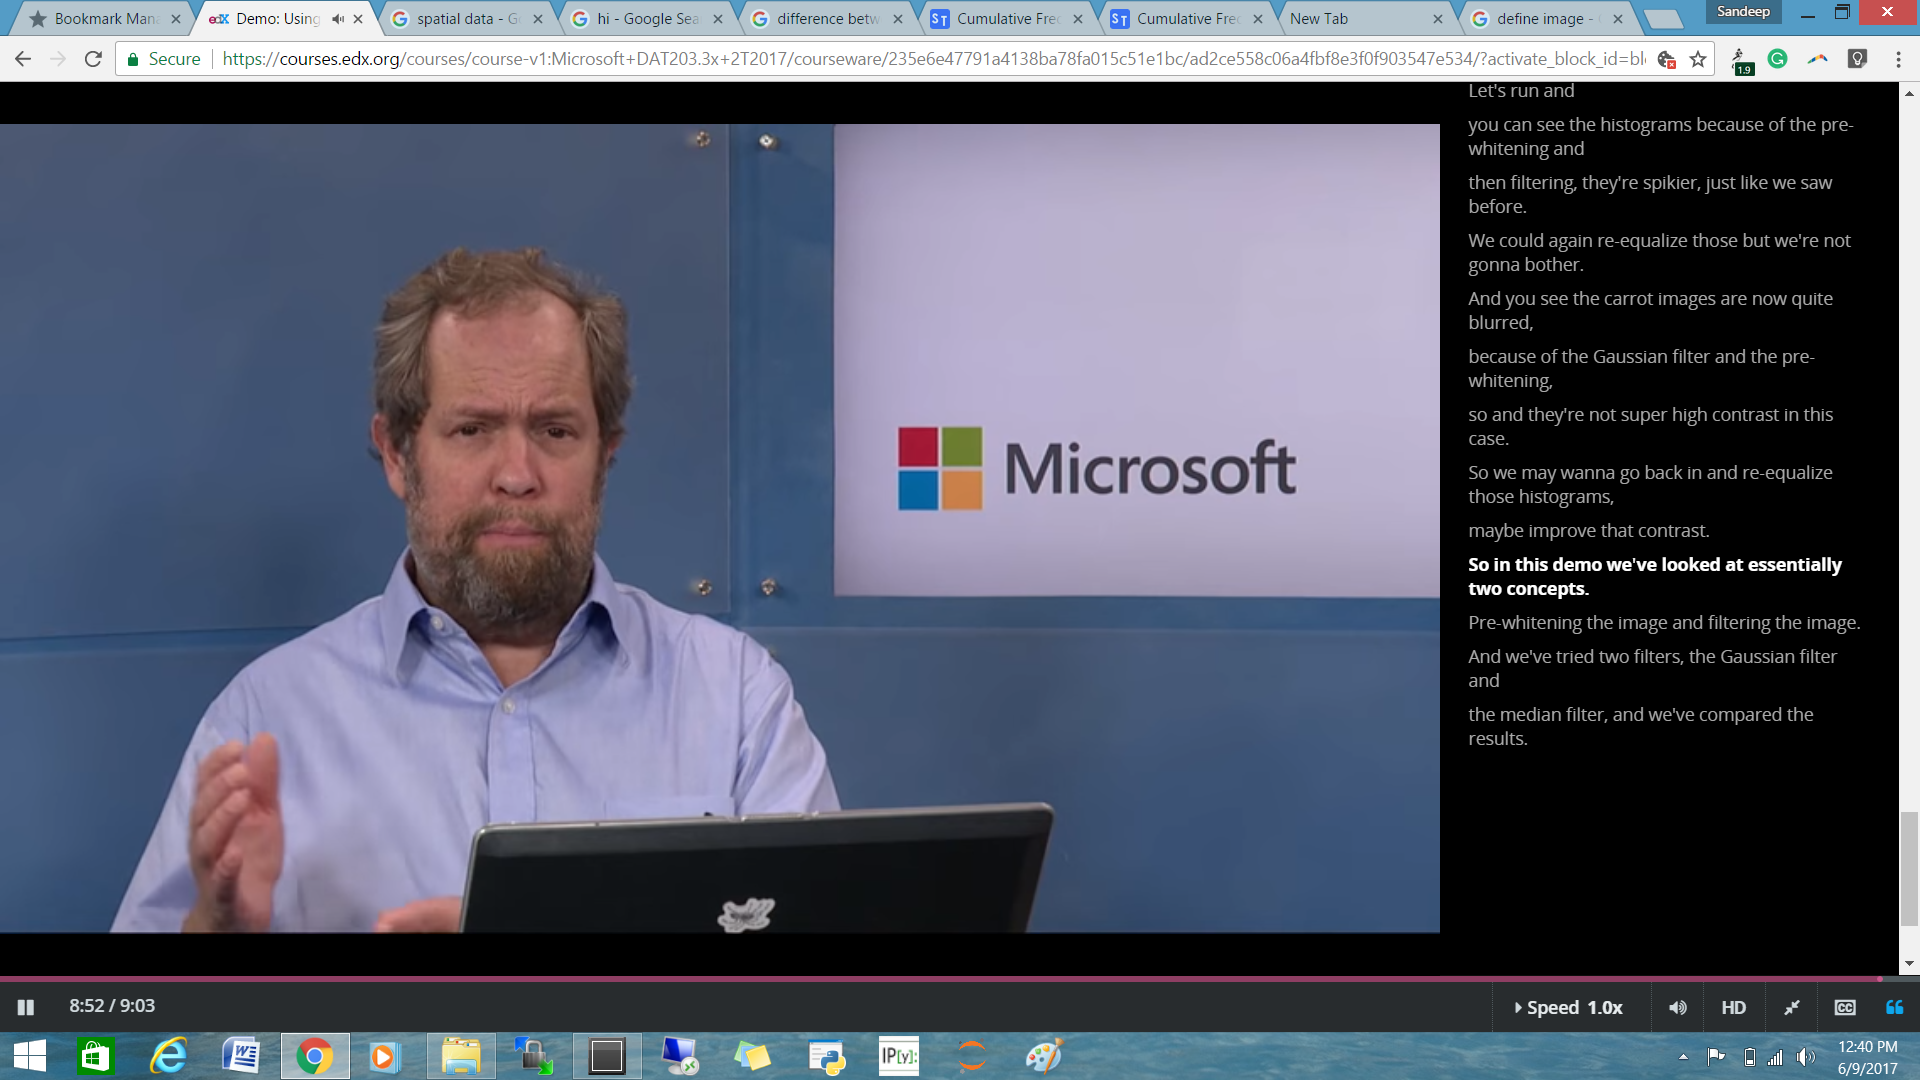 Bookmark Mana
edX Demo: Using
spatial data - G
hi - Google Sea
difference betw
ST Cumulative Fre
ST Cumulative Fre
New Tab
define image -
Sandeep
Secure https://courses.edx.org/courses/course-v1:Microsoft+DAT203.3x+2T2017/courseware/235e6e47791a4138ba78fa015c51e1bc/ad2ce558c06a4fbf8e3f0f903547e534/?activate_block_id=bl
1.9
Let's run and
you can see the histograms because of the pre-
whitening and
then filtering, they're spikier, just like we saw
before.
We could again re-equalize those but we're not
gonna bother.
And you see the carrot images are now quite
blurred,
because of the Gaussian filter and the pre-
whitening,
so and they're not super high contrast in this
case.
So we may wanna go back in and re-equalize
those histograms,
maybe improve that contrast.
So in this demo we've looked at essentially
two concepts.
Pre-whitening the image and filtering the image.
And we've tried two filters, the Gaussian filter
and
the median filter, and we've compared the
results.
Microsoft
8:52 / 9:03
Speed 1.0x
HD
CC
IP[y]:
12:40 PM
6/9/2017